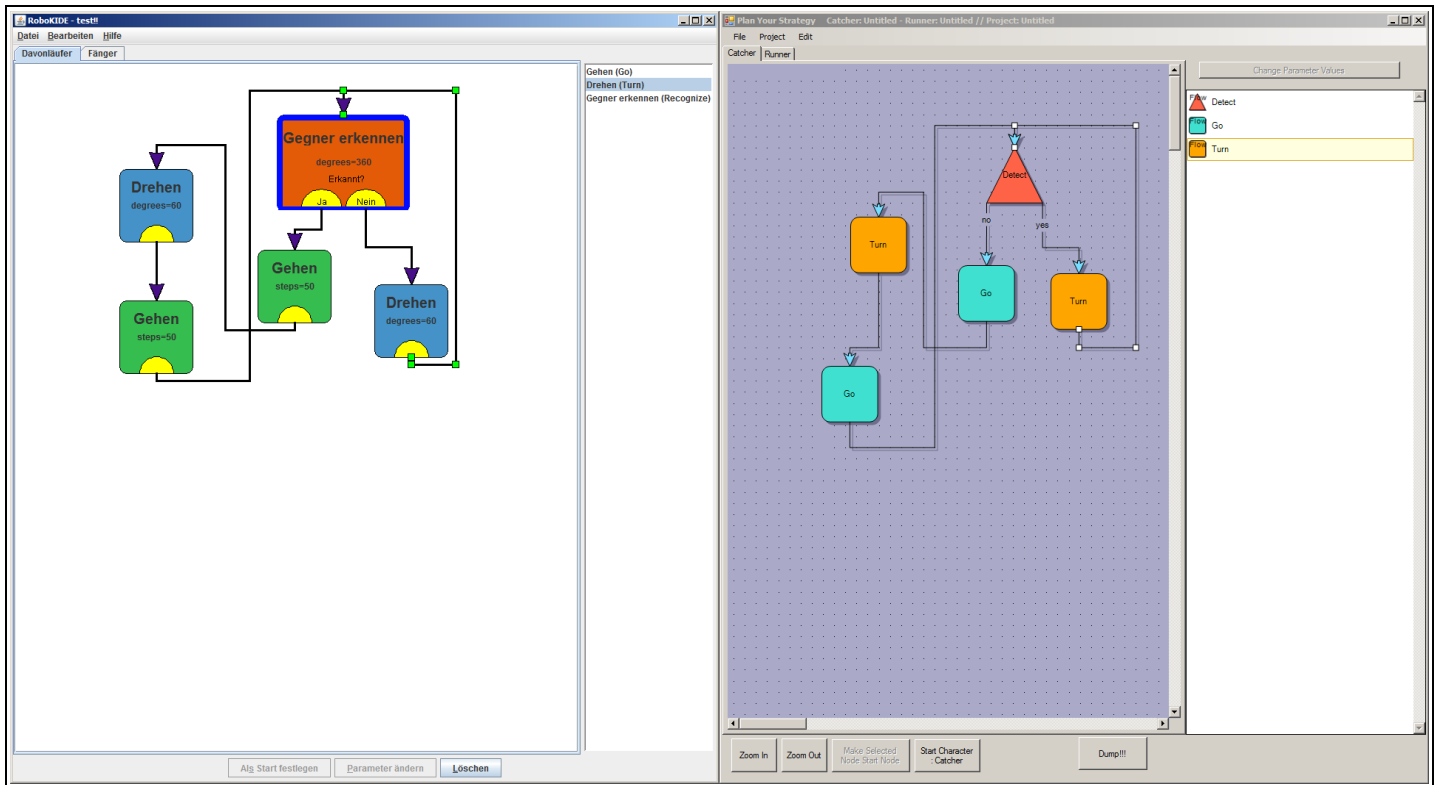 RoboKIDE - test!!
Datei Bearbeiten Hilfe
Davonläufer Fänger
Gehen (Go)
Drehen (Turn)
Gegner erkennen (Recognize)
Gegner erkennen
degrees=360
Erkannt?
Ja Nein
Drehen
degrees=60
Gehen
steps=50
Gehen
steps=50
Drehen
degrees=60
Als Start festlegen Parameter ändern Löschen
Plan Your Strategy Catcher: Untitled - Runner: Untitled // Project: Untitled
File Project Edit
Catcher Runner
Change Parameter Values
Flow Detect
Flow Go
Flow Turn
Detect
no
yes
Turn
Go
Turn
Go
Zoom In
Zoom Out
Make Selected
Node Start Node
Start Character
: Catcher
Dump!!!